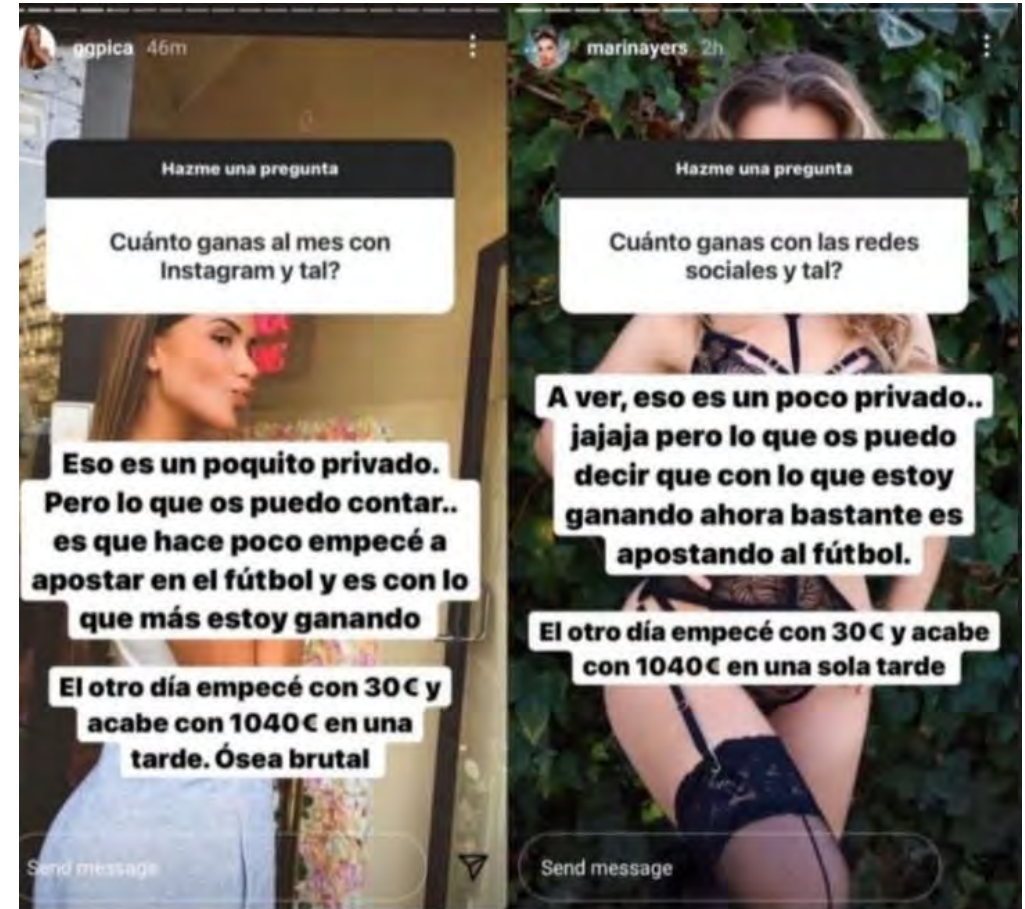 ggpica 46m
Hazme una pregunta
Cuánto ganas al mes con
Instagram y tal?
Eso es un poquito privado.
Pero lo que os puedo contar..
es que hace poco empecé a
apostar en el fútbol y es con lo
que más estoy ganando
El otro día empecé con 30€ y
acabe con 1040€ en una
tarde. Ósea brutal
Send message
marinayers 2h
Hazme una pregunta
Cuánto ganas con las redes
sociales y tal?
A ver, eso es un poco privado..
jajaja pero lo que os puedo
decir que con lo que estoy
ganando ahora bastante es
apostando al fútbol.
El otro día empecé con 30€ y acabe
con 1040€ en una sola tarde
Send message